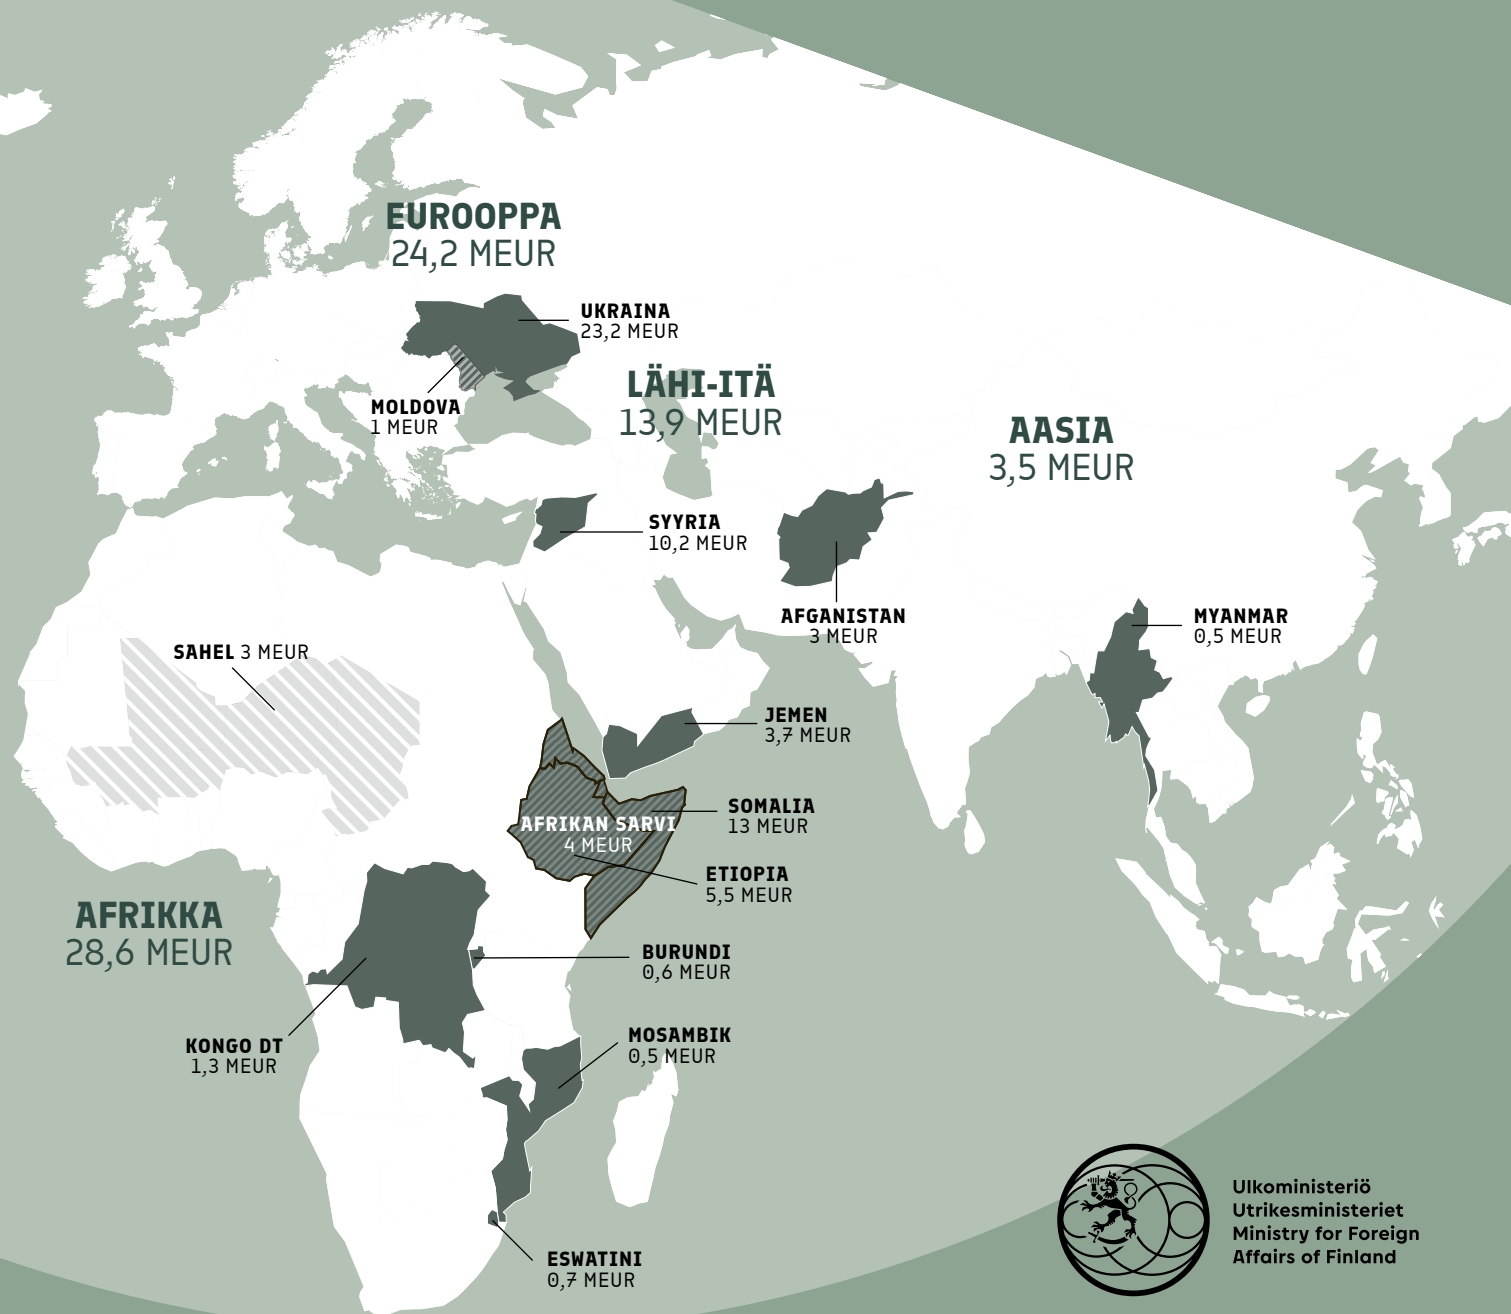 EUROOPPA
24,2 MEUR
UKRAINA
23,2 MEUR
MOLDOVA
1 MEUR
LÄHI-ITÄ
13,9 MEUR
AASIA
3,5 MEUR
SYYRIA
10,2 MEUR
AFGANISTAN
3 MEUR
MYANMAR
0,5 MEUR
SAHEL 3 MEUR
JEMEN
3,7 MEUR
SOMALIA
13 MEUR
AFRIKAN SARVI
4 MEUR
ETIOPIA
5,5 MEUR
AFRIKKA
28,6 MEUR
BURUNDI
0,6 MEUR
KONGO DT
1,3 MEUR
MOSAMBIK
0,5 MEUR
ESWATINI
0,7 MEUR
Ulkoministeriö
Utrikesministeriet
Ministry for Foreign
Affairs of Finland